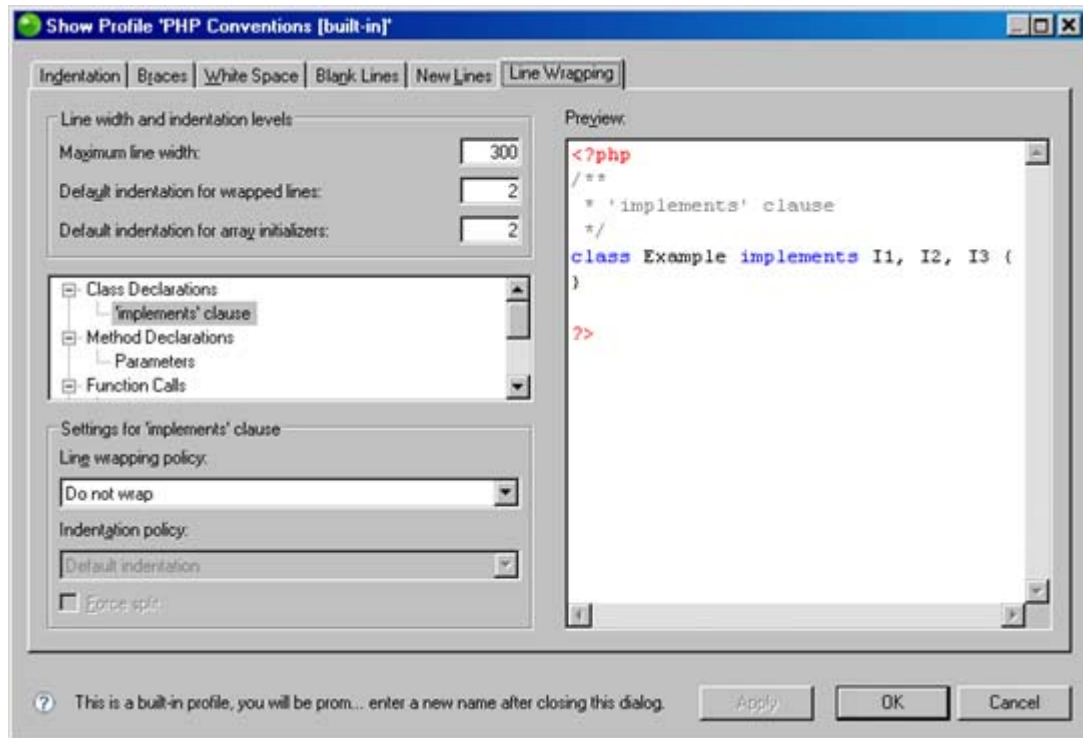 Show Profile 'PHP Conventions [built-in]'
Indentation Braces White Space Blank Lines New Lines Line Wrapping
Line width and indentation levels
Maximum line width: 300
Default indentation for wrapped lines: 2
Default indentation for array initializers: 2
Class Declarations
'implements' clause
Method Declarations
Parameters
Function Calls
Settings for 'implements' clause
Line wrapping policy:
Do not wrap
Indentation policy:
Default indentation
Force split
Preview:
<?php
/**
* 'implements' clause
*/
class Example implements I1, I2, I3 {
}
?>
This is a built-in profile, you will be prom... enter a new name after closing this dialog.
Apply OK Cancel